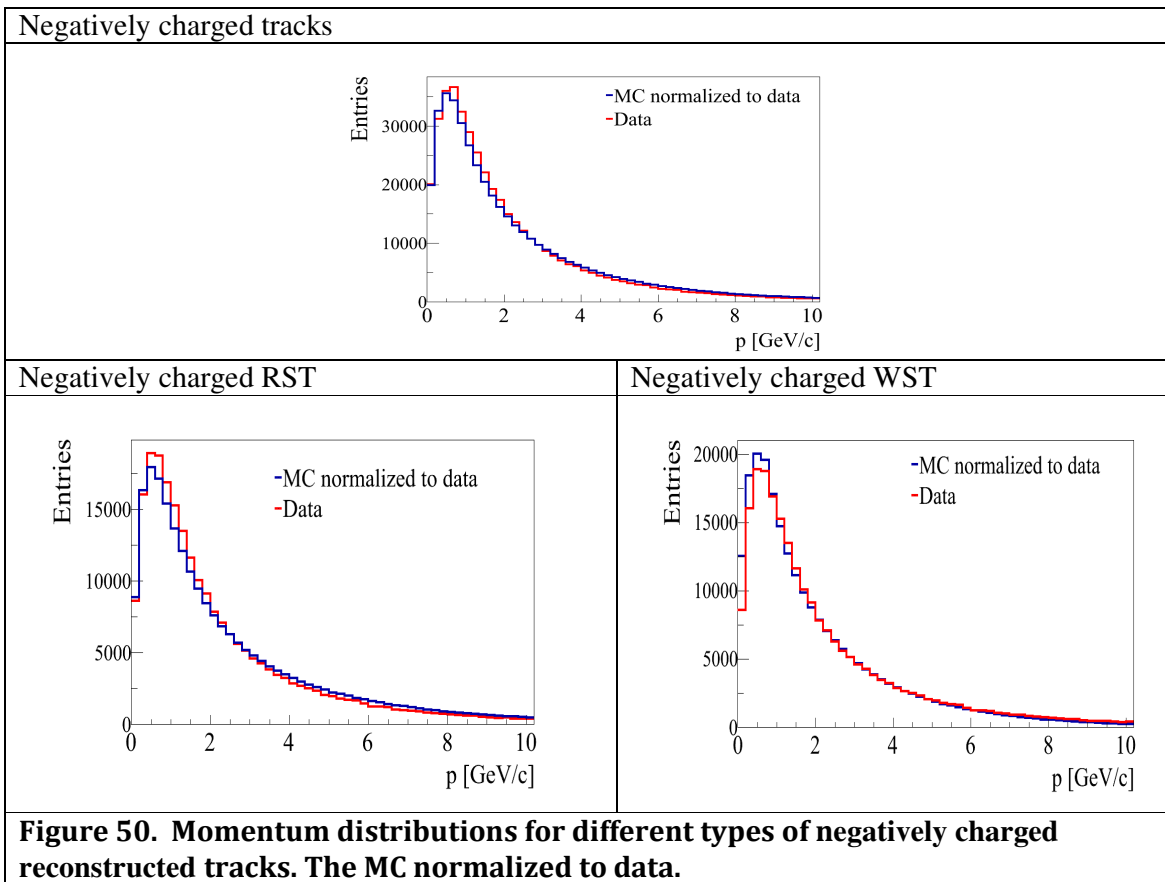 Negatively charged tracks
Entries
30000
20000
10000
0
MC normalized to data
Data
0 2 4 6 8 10
p [GeV/c]
Negatively charged RST
Entries
15000
10000
5000
0
MC normalized to data
Data
0 2 4 6 8 10
p [GeV/c]
Negatively charged WST
Entries
20000
15000
10000
5000
0
MC normalized to data
Data
0 2 4 6 8 10
p [GeV/c]
Figure 50. Momentum distributions for different types of negatively charged
reconstructed tracks. The MC normalized to data.